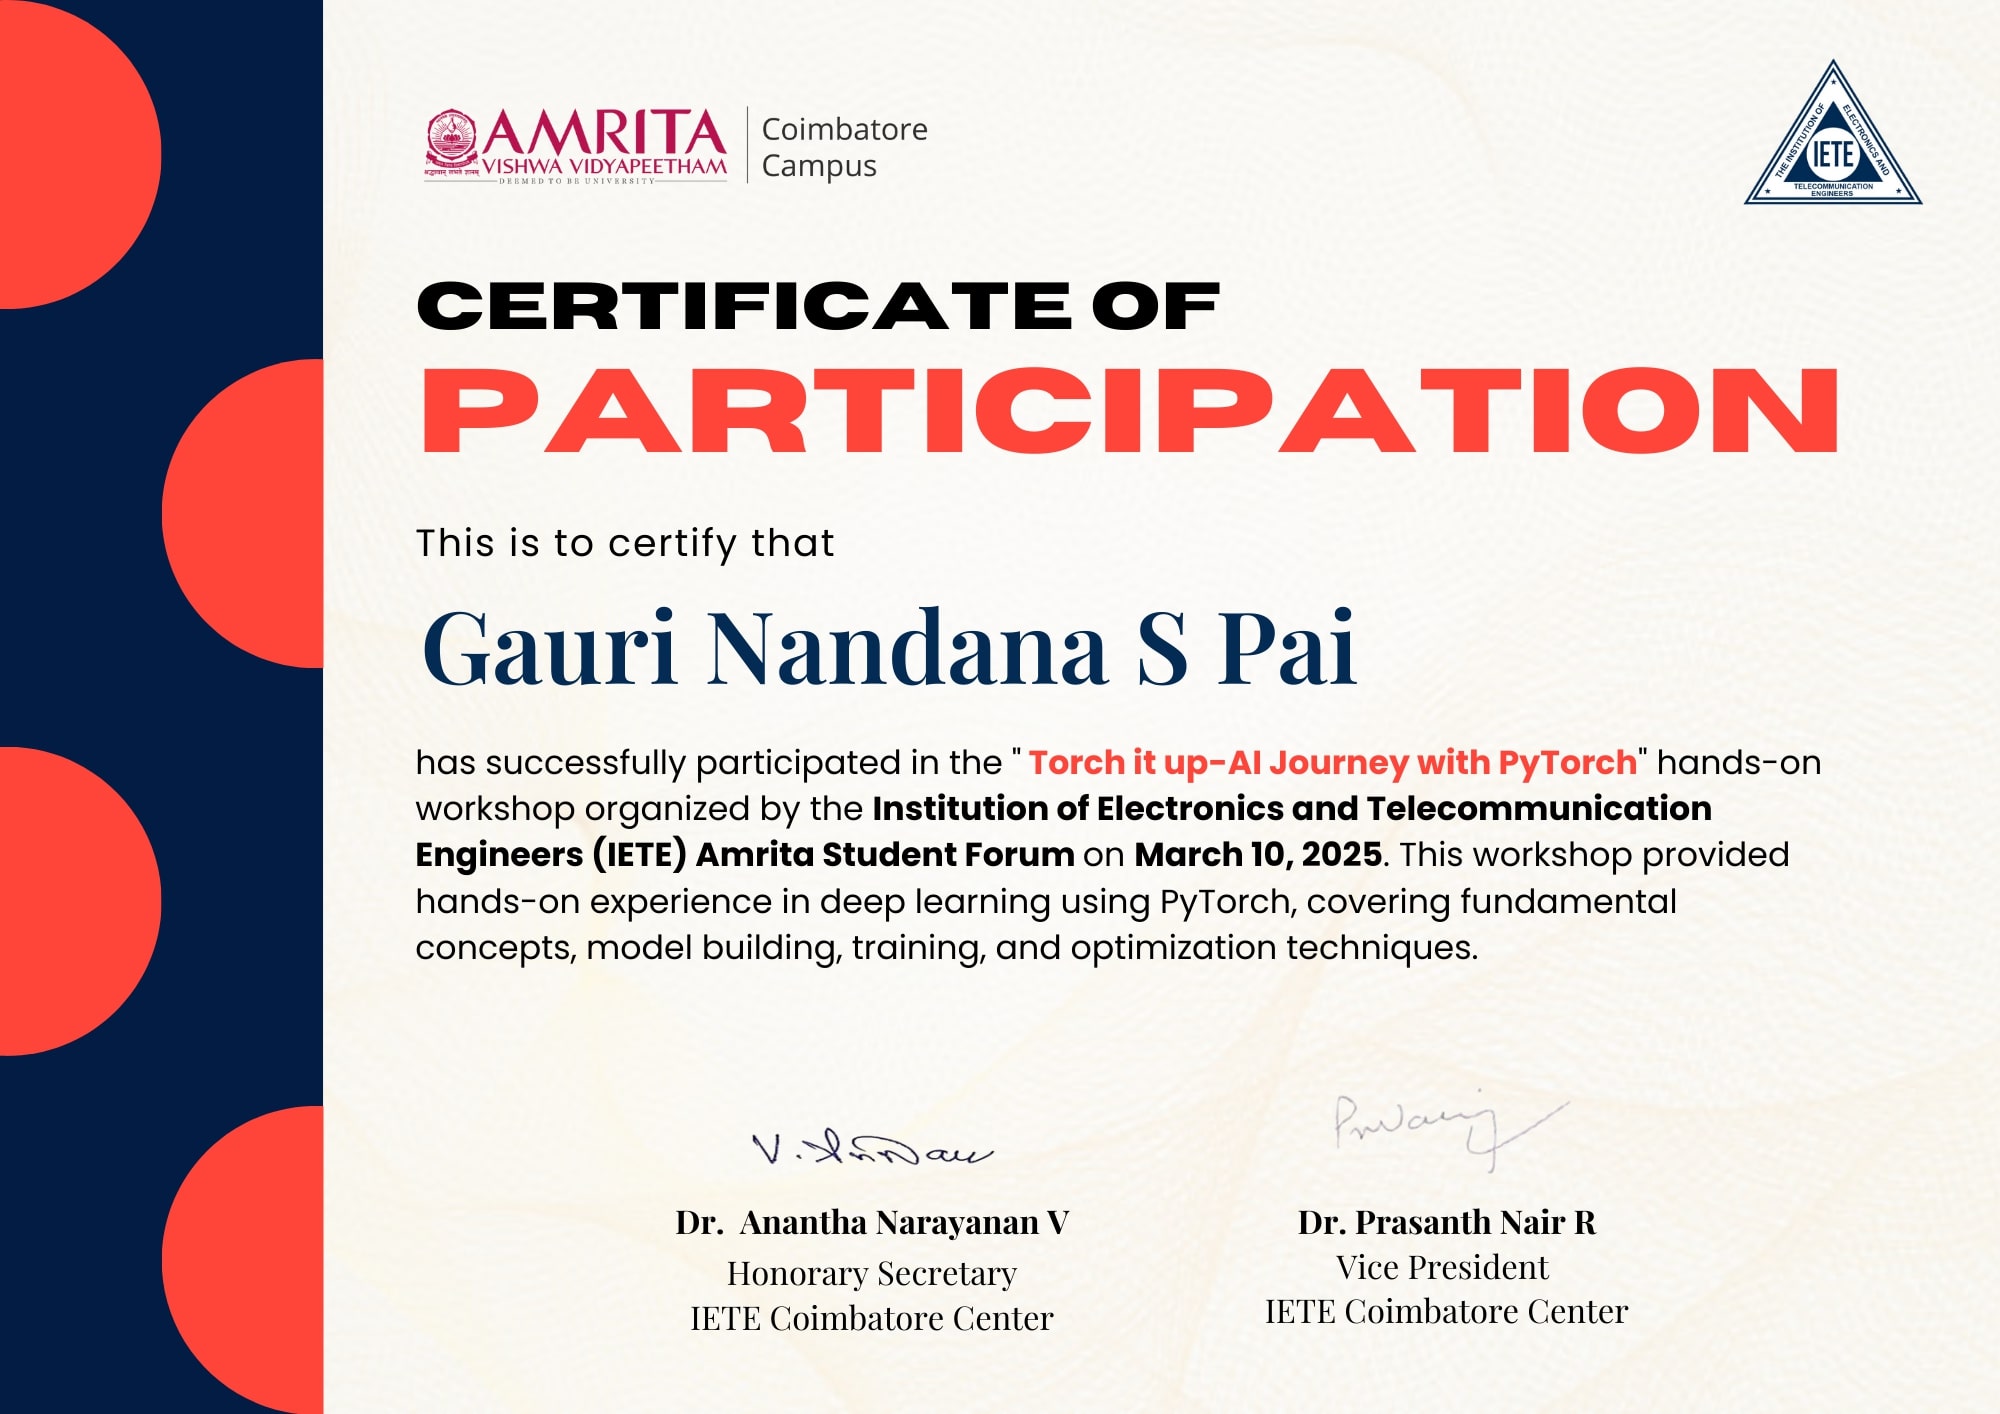 AMRITA
VISHWA VIDYAPEETHAM
DEEMED TO BE UNIVERSITY
श्रद्धावान् लभते ज्ञानम्
Coimbatore
Campus
THE INSTITUTION OF
ELECTRONICS AND
IETE
TELECOMMUNICATION
ENGINEERS
CERTIFICATE OF
PARTICIPATION
This is to certify that
Gauri Nandana S Pai
has successfully participated in the " Torch it up-AI Journey with PyTorch" hands-on
workshop organized by the Institution of Electronics and Telecommunication
Engineers (IETE) Amrita Student Forum on March 10, 2025. This workshop provided
hands-on experience in deep learning using PyTorch, covering fundamental
concepts, model building, training, and optimization techniques.
Dr.  Anantha Narayanan V
Honorary Secretary
IETE Coimbatore Center
Dr. Prasanth Nair R
Vice President
IETE Coimbatore Center